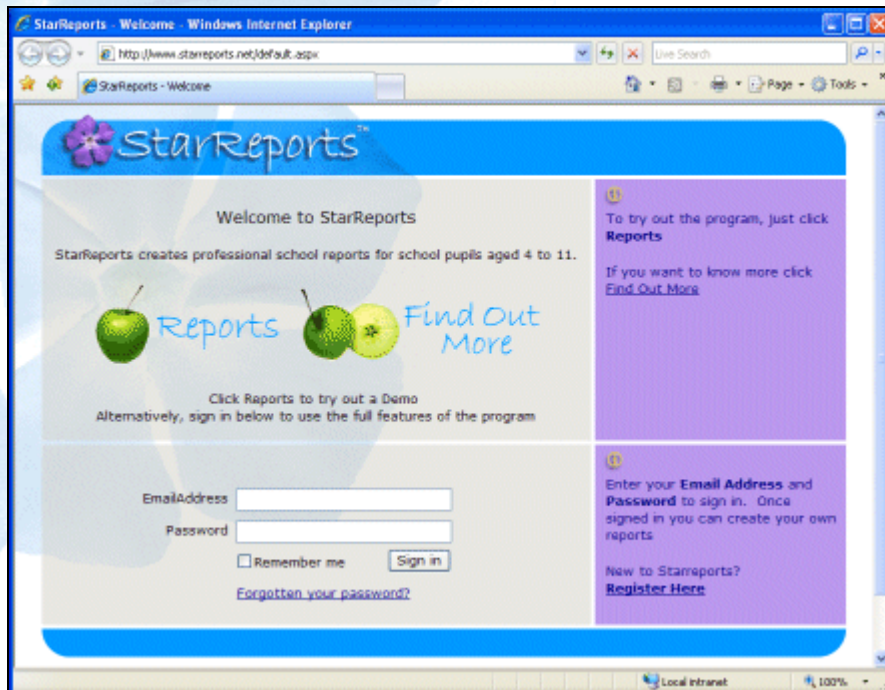 StarReports - Welcome - Windows Internet Explorer
http://www.starreports.net/default.aspx
Live Search
StarReports - Welcome
Page
Tools
StarReports™
Welcome to StarReports
StarReports creates professional school reports for school pupils aged 4 to 11.
Reports
Find Out
More
Click Reports to try out a Demo
Alternatively, sign in below to use the full features of the program
To try out the program, just click
Reports
If you want to know more click
Find Out More
EmailAddress
Password
Remember me
Sign in
Forgotten your password?
Enter your Email Address and
Password to sign in. Once
signed in you can create your own
reports
New to Starreports?
Register Here
Local intranet
100%